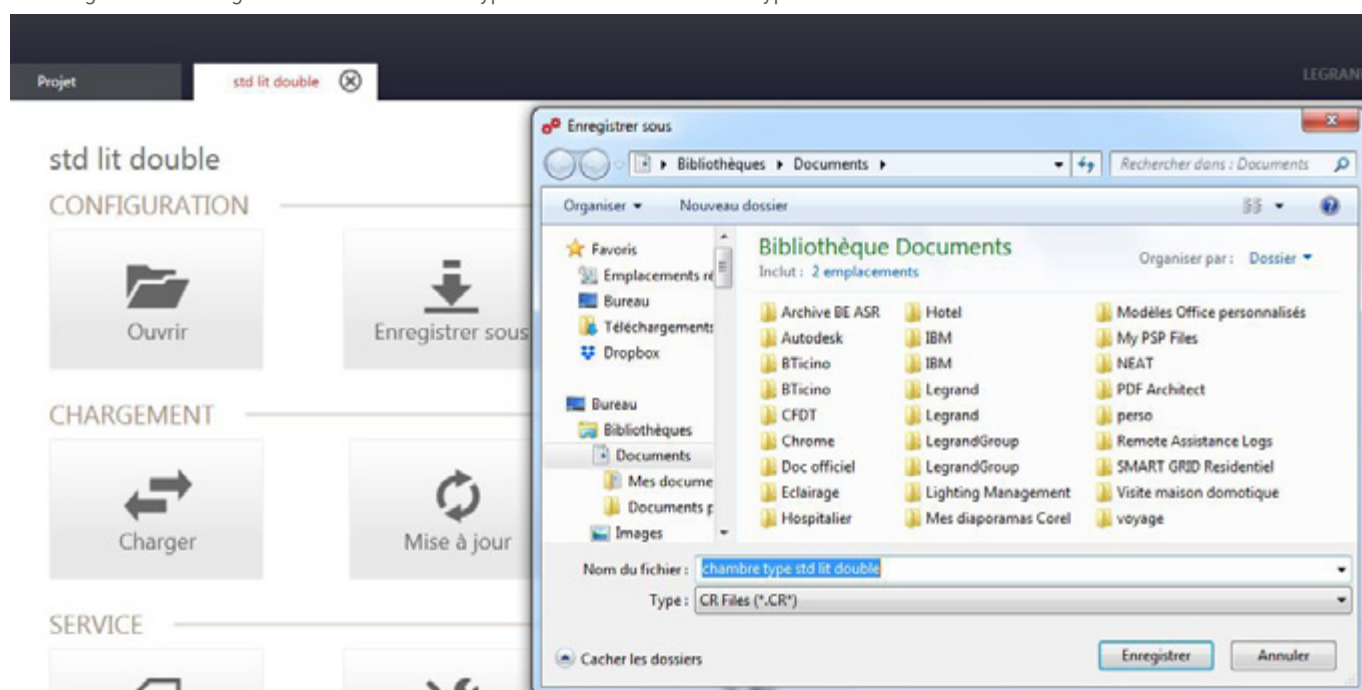 Projet
std lit double
LEGRAN
std lit double
CONFIGURATION
Ouvrir
Enregistrer sous
CHARGEMENT
Charger
Mise à jour
SERVICE
Enregistrer sous
Bibliothèques
Documents
Rechercher dans : Documents
Organiser
Nouveau dossier
Favoris
Emplacements ré
Bureau
Téléchargements
Dropbox
Bureau
Bibliothèques
Documents
Mes docume
Documents p
Images
Bibliothèque Documents
Inclut : 2 emplacements
Organiser par : Dossier
Archive BE ASR
Autodesk
BTicino
BTicino
CFDT
Chrome
Doc officiel
Eclairage
Hospitalier
Hotel
IBM
IBM
Legrand
Legrand
LegrandGroup
LegrandGroup
Lighting Management
Mes diaporamas Corel
Modèles Office personnalisés
My PSP Files
NEAT
PDF Architect
perso
Remote Assistance Logs
SMART GRID Residentiel
Visite maison domotique
voyage
Nom du fichier : chambre type std lit double
Type : CR Files (*.CR*)
Cacher les dossiers
Enregistrer
Annuler